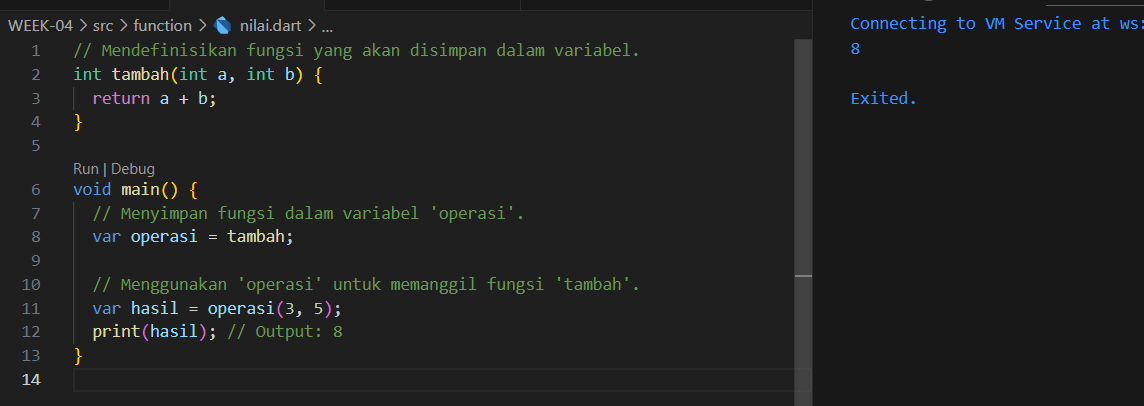 WEEK-04 > src > function > nilai.dart > ...
1 // Mendefinisikan fungsi yang akan disimpan dalam variabel.
2 int tambah(int a, int b) {
3   return a + b;
4 }
5
Run | Debug
6 void main() {
7   // Menyimpan fungsi dalam variabel 'operasi'.
8   var operasi = tambah;
9
10   // Menggunakan 'operasi' untuk memanggil fungsi 'tambah'.
11   var hasil = operasi(3, 5);
12   print(hasil); // Output: 8
13 }
14
Connecting to VM Service at ws:
8
Exited.